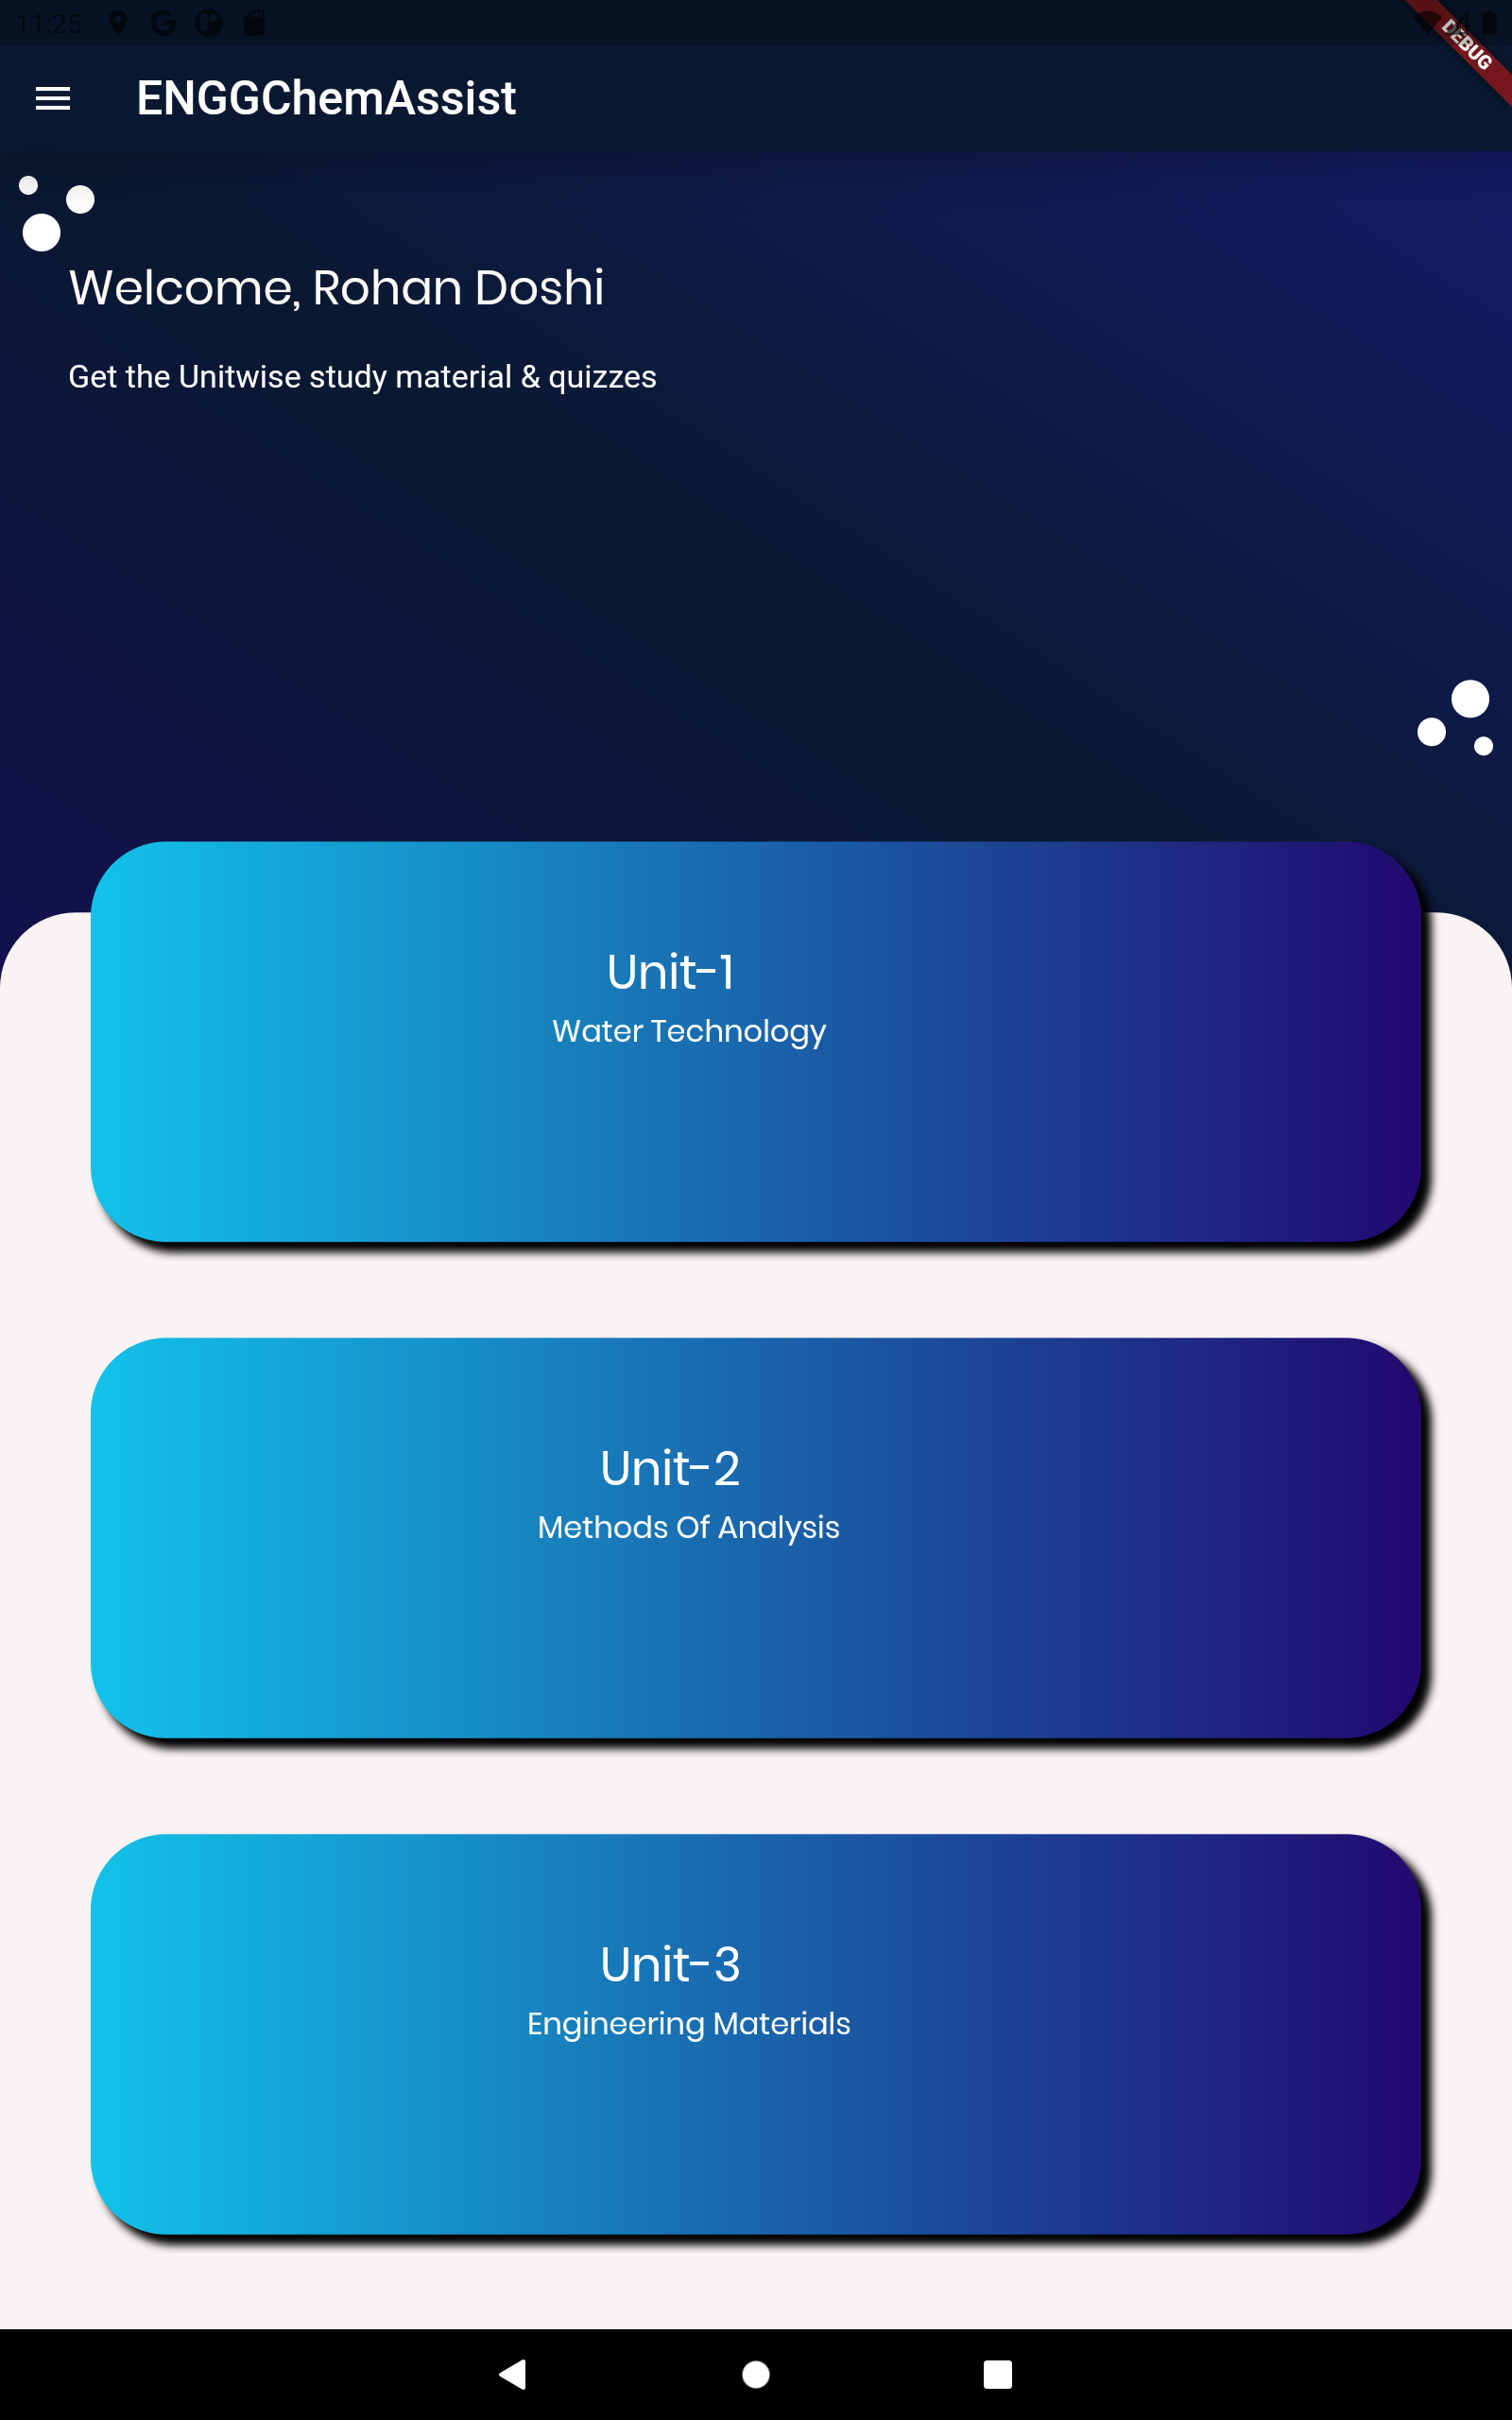 11:25
DEBUG
ENGGChemAssist
Welcome, Rohan Doshi
Get the Unitwise study material & quizzes
Unit-1
Water Technology
Unit-2
Methods Of Analysis
Unit-3
Engineering Materials